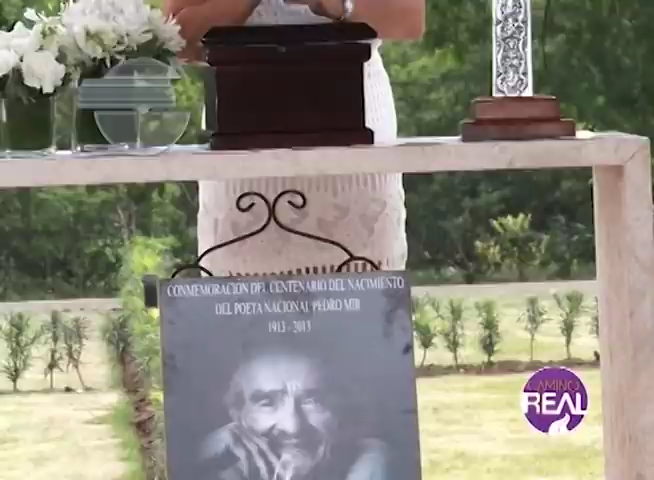 CONMEMORACION DEL CENTENARIO DEL NACIMIENTO
DEL POETA NACIONAL PEDRO MIR
1913 - 2013
CAMINO
REAL